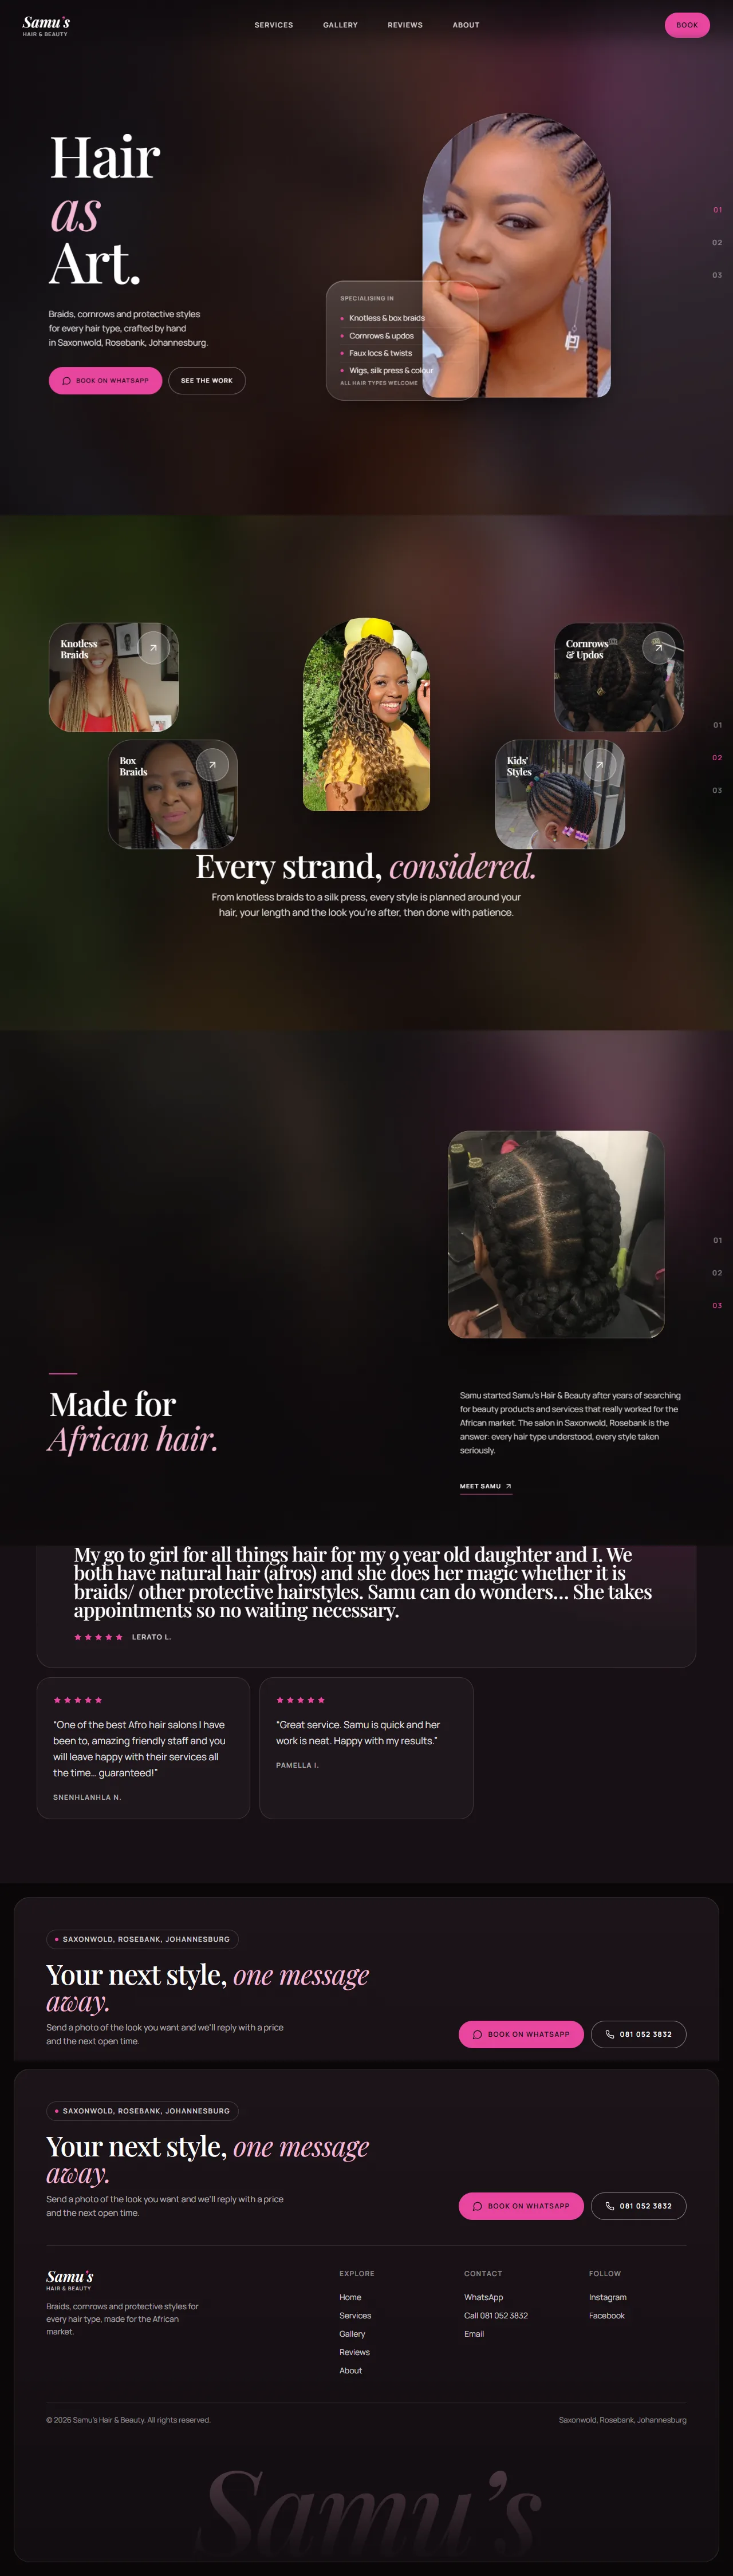 Samu's
HAIR & BEAUTY
SERVICES
GALLERY
REVIEWS
ABOUT
BOOK
Hair
as
Art.
Braids, cornrows and protective styles
for every hair type, crafted by hand
in Saxonwold, Rosebank, Johannesburg.
BOOK ON WHATSAPP
SEE THE WORK
SPECIALISING IN
Knotless & box braids
Cornrows & updos
Faux locs & twists
Wigs, silk press & colour
ALL HAIR TYPES WELCOME
01
02
03
Knotless
Braids
Box
Braids
Cornrows
& Updos
Kids'
Styles
01
02
03
Every strand, considered.
From knotless braids to a silk press, every style is planned around your
hair, your length and the look you're after, then done with patience.
01
02
03
Made for
African hair.
Samu started Samu's Hair & Beauty after years of searching
for beauty products and services that really worked for the
African market. The salon in Saxonwold, Rosebank is the
answer: every hair type understood, every style taken
seriously.
MEET SAMU
My go to girl for all things hair for my 9 year old daughter and I. We
both have natural hair (afros) and she does her magic whether it is
braids/ other protective hairstyles. Samu can do wonders... She takes
appointments so no waiting necessary.
LERATO L.
“One of the best Afro hair salons I have
been to, amazing friendly staff and you
will leave happy with their services all
the time... guaranteed!”
SNENHLANHLA N.
“Great service. Samu is quick and her
work is neat. Happy with my results.”
PAMELLA I.
SAXONWOLD, ROSEBANK, JOHANNESBURG
Your next style, one message
away.
Send a photo of the look you want and we'll reply with a price
and the next open time.
BOOK ON WHATSAPP
081 052 3832
SAXONWOLD, ROSEBANK, JOHANNESBURG
Your next style, one message
away.
Send a photo of the look you want and we'll reply with a price
and the next open time.
BOOK ON WHATSAPP
081 052 3832
Samu's
HAIR & BEAUTY
Braids, cornrows and protective styles for
every hair type, made for the African
market.
EXPLORE
Home
Services
Gallery
Reviews
About
CONTACT
WhatsApp
Call 081 052 3832
Email
FOLLOW
Instagram
Facebook
© 2026 Samu's Hair & Beauty. All rights reserved.
Saxonwold, Rosebank, Johannesburg
Samu's